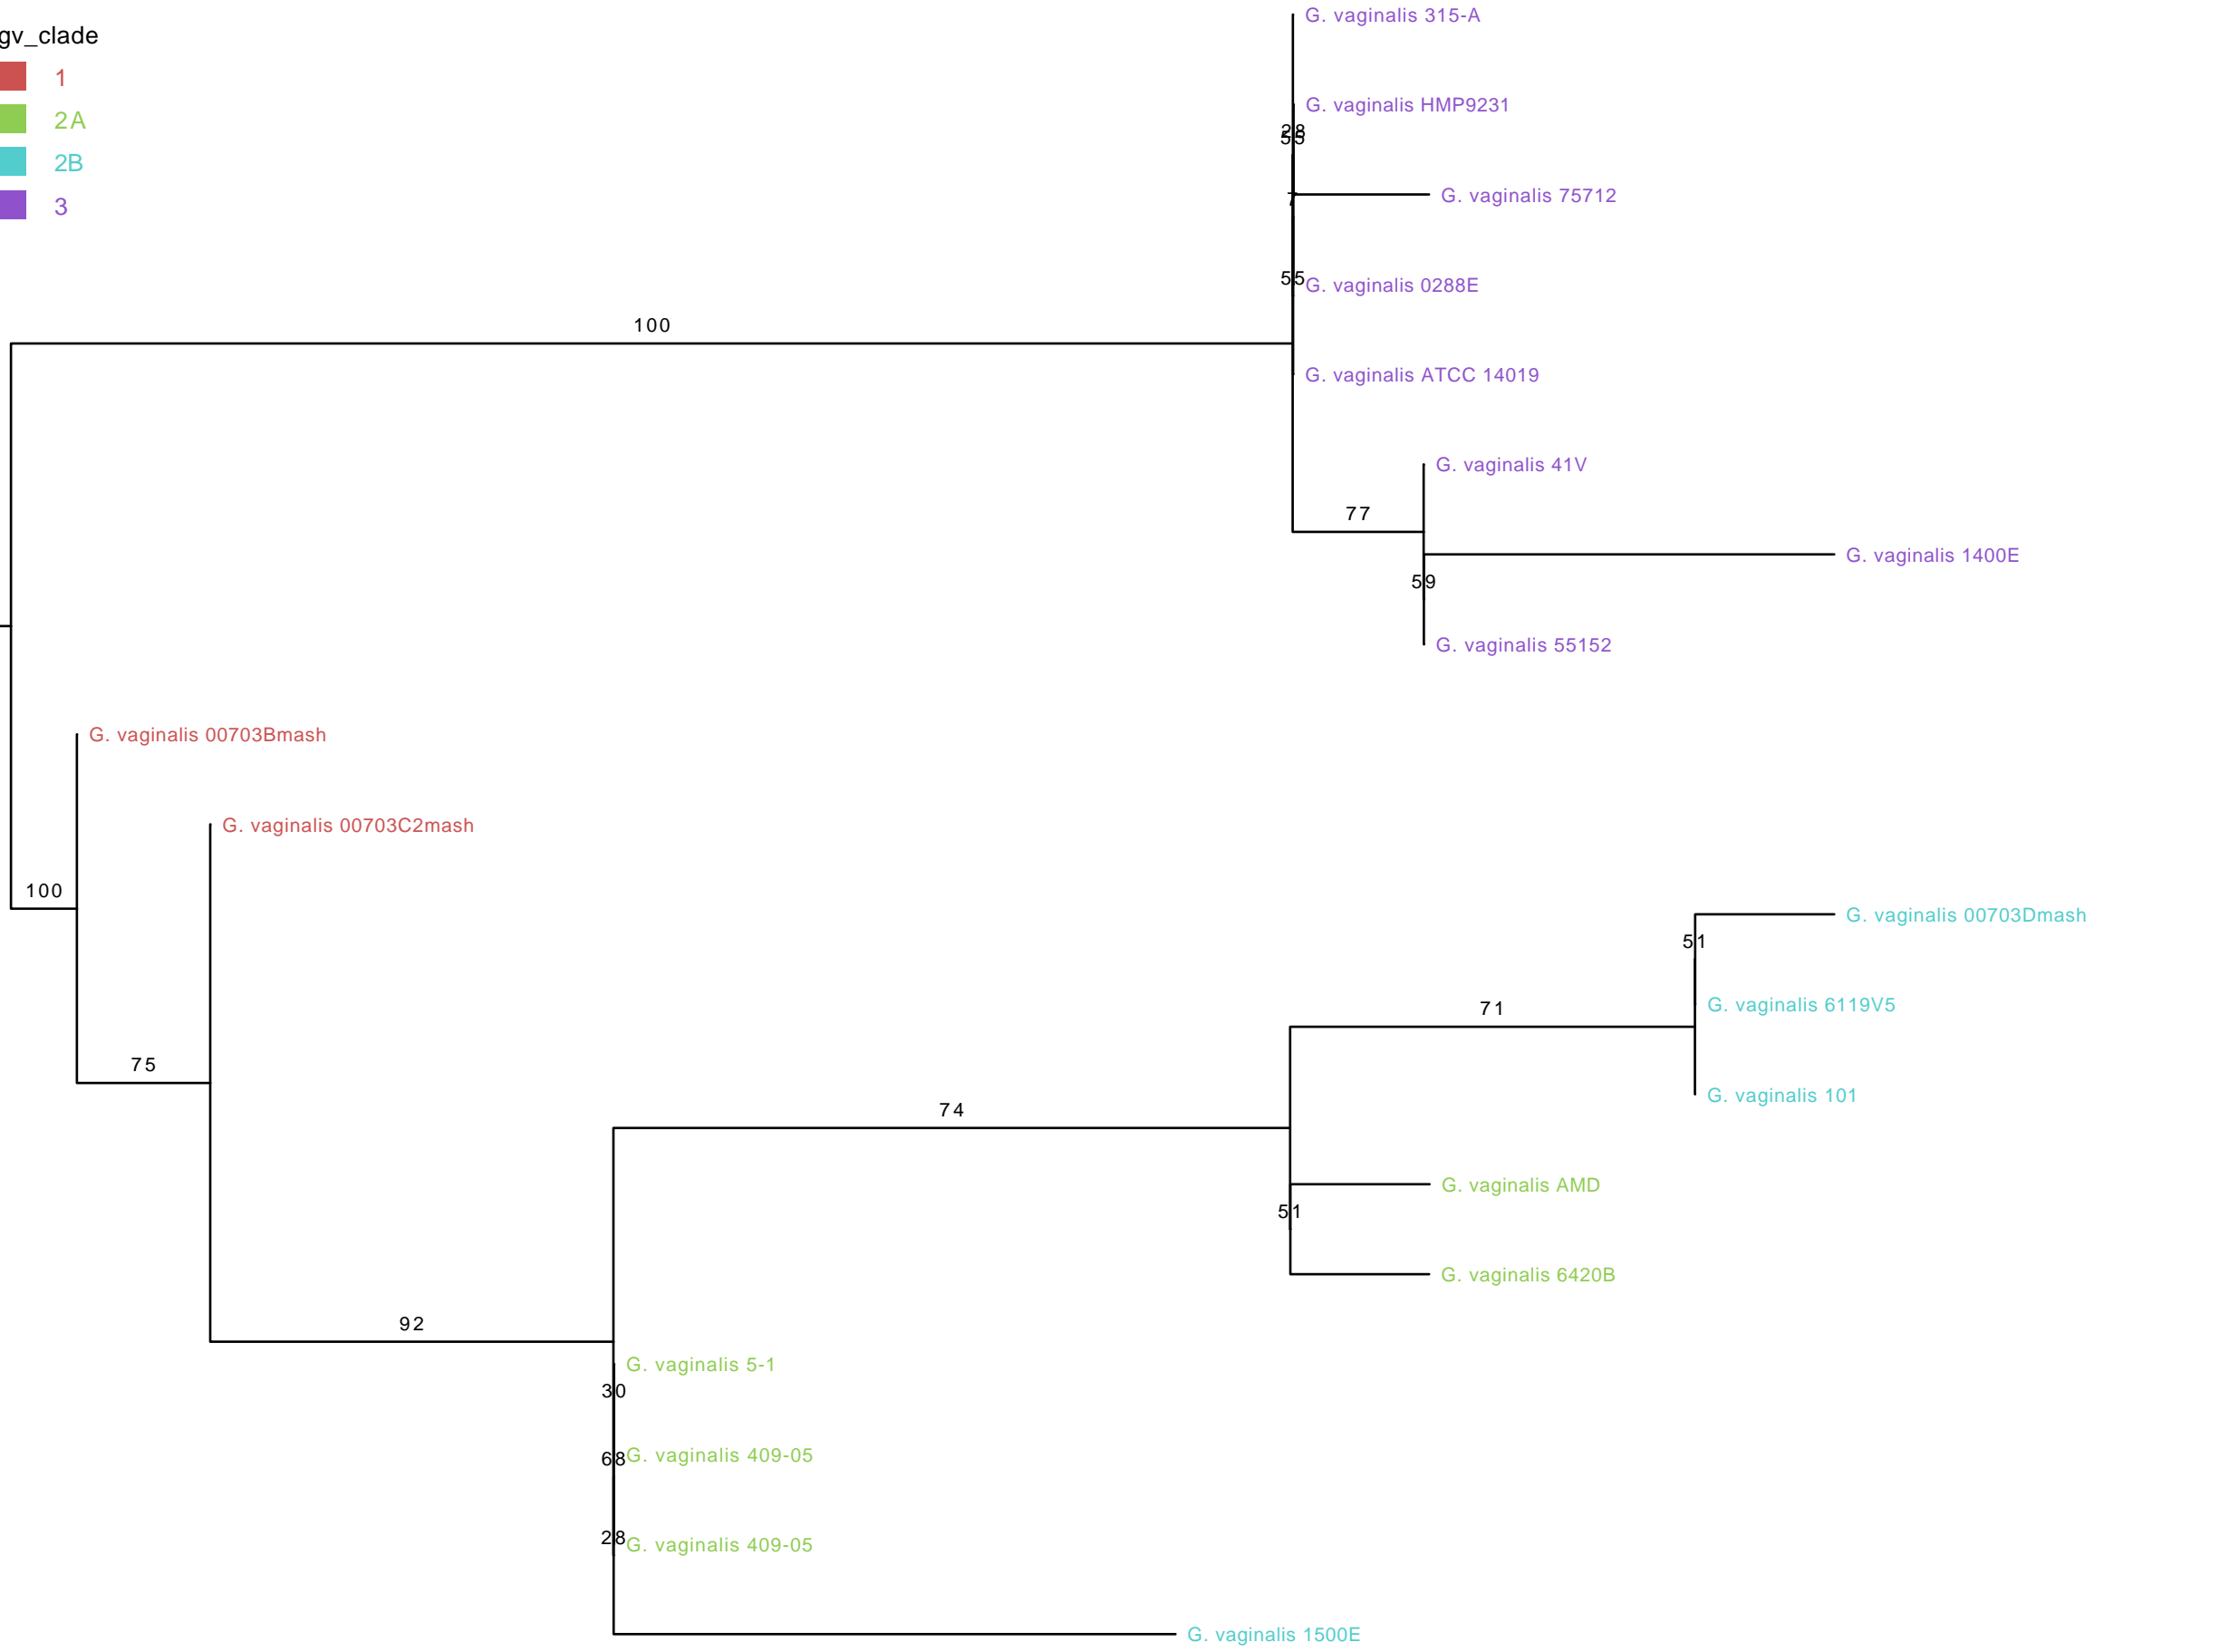 gv_clade
1
2A
2B
3
G. vaginalis 315-A
G. vaginalis HMP9231
28
55
G. vaginalis 75712
7
55
G. vaginalis 0288E
100
G. vaginalis ATCC 14019
G. vaginalis 41V
77
G. vaginalis 1400E
59
G. vaginalis 55152
G. vaginalis 00703Bmash
G. vaginalis 00703C2mash
100
G. vaginalis 00703Dmash
51
G. vaginalis 6119V5
71
75
G. vaginalis 101
74
G. vaginalis AMD
51
G. vaginalis 6420B
92
G. vaginalis 5-1
30
68
G. vaginalis 409-05
28
G. vaginalis 409-05
G. vaginalis 1500E